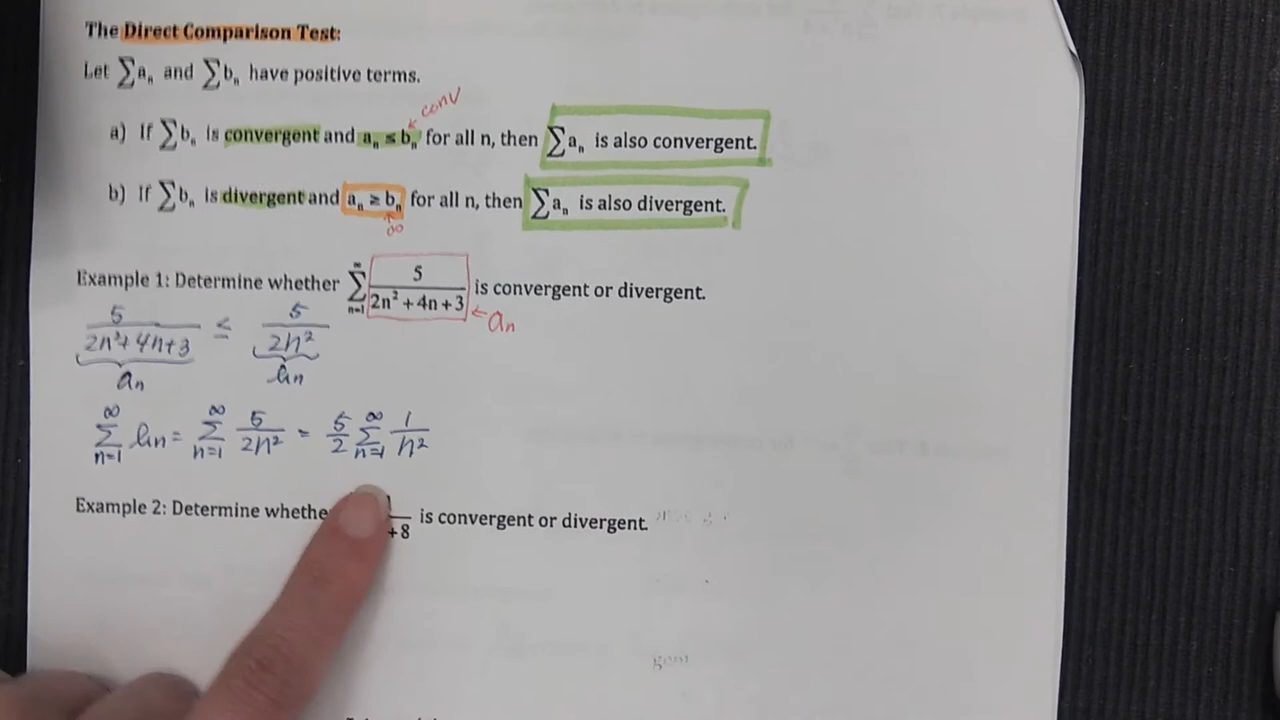 The Direct Comparison Test:
Let ∑aₙ and ∑bₙ have positive terms.
conv
a) If ∑bₙ is convergent and aₙ ≤ bₙ for all n, then ∑aₙ is also convergent.
b) If ∑bₙ is divergent and aₙ ≥ bₙ for all n, then ∑aₙ is also divergent.
∞
Example 1: Determine whether ∑_{n=1}^{∞} 5/(2n² + 4n + 3) is convergent or divergent.
← aₙ
5/(2n²+4n+3) ≤ 5/(2n²)
aₙ bₙ
∑_{n=1}^{∞} bₙ = ∑_{n=1}^{∞} 5/(2n²) = 5/2 ∑_{n=1}^{∞} 1/n²
Example 2: Determine +8 is convergent or divergent.